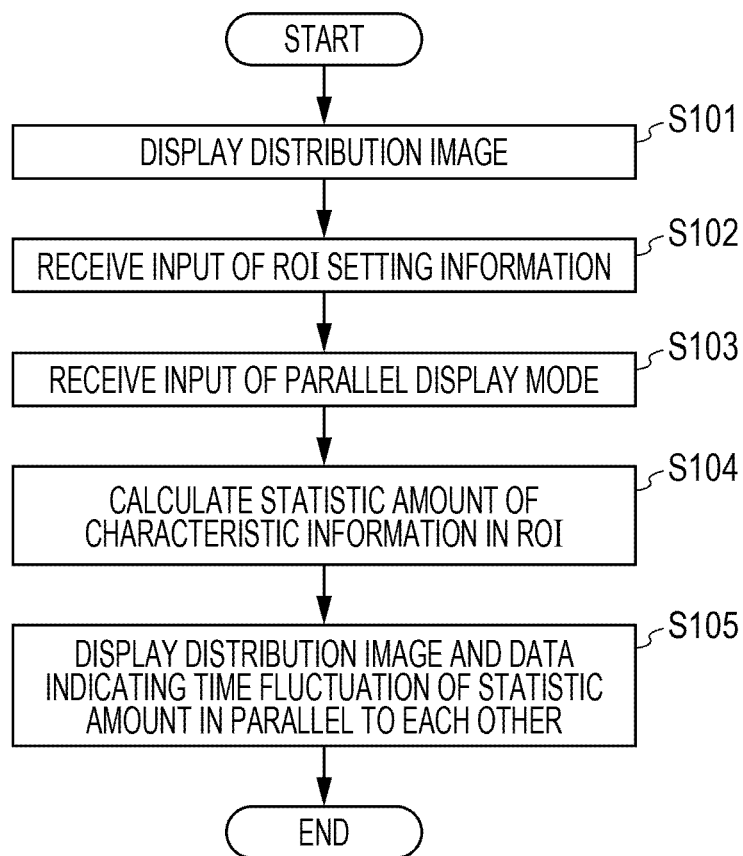 START
S101
DISPLAY DISTRIBUTION IMAGE
S102
RECEIVE INPUT OF ROI SETTING INFORMATION
S103
RECEIVE INPUT OF PARALLEL DISPLAY MODE
S104
CALCULATE STATISTIC AMOUNT OF
CHARACTERISTIC INFORMATION IN ROI
S105
DISPLAY DISTRIBUTION IMAGE AND DATA
INDICATING TIME FLUCTUATION OF STATISTIC
AMOUNT IN PARALLEL TO EACH OTHER
END